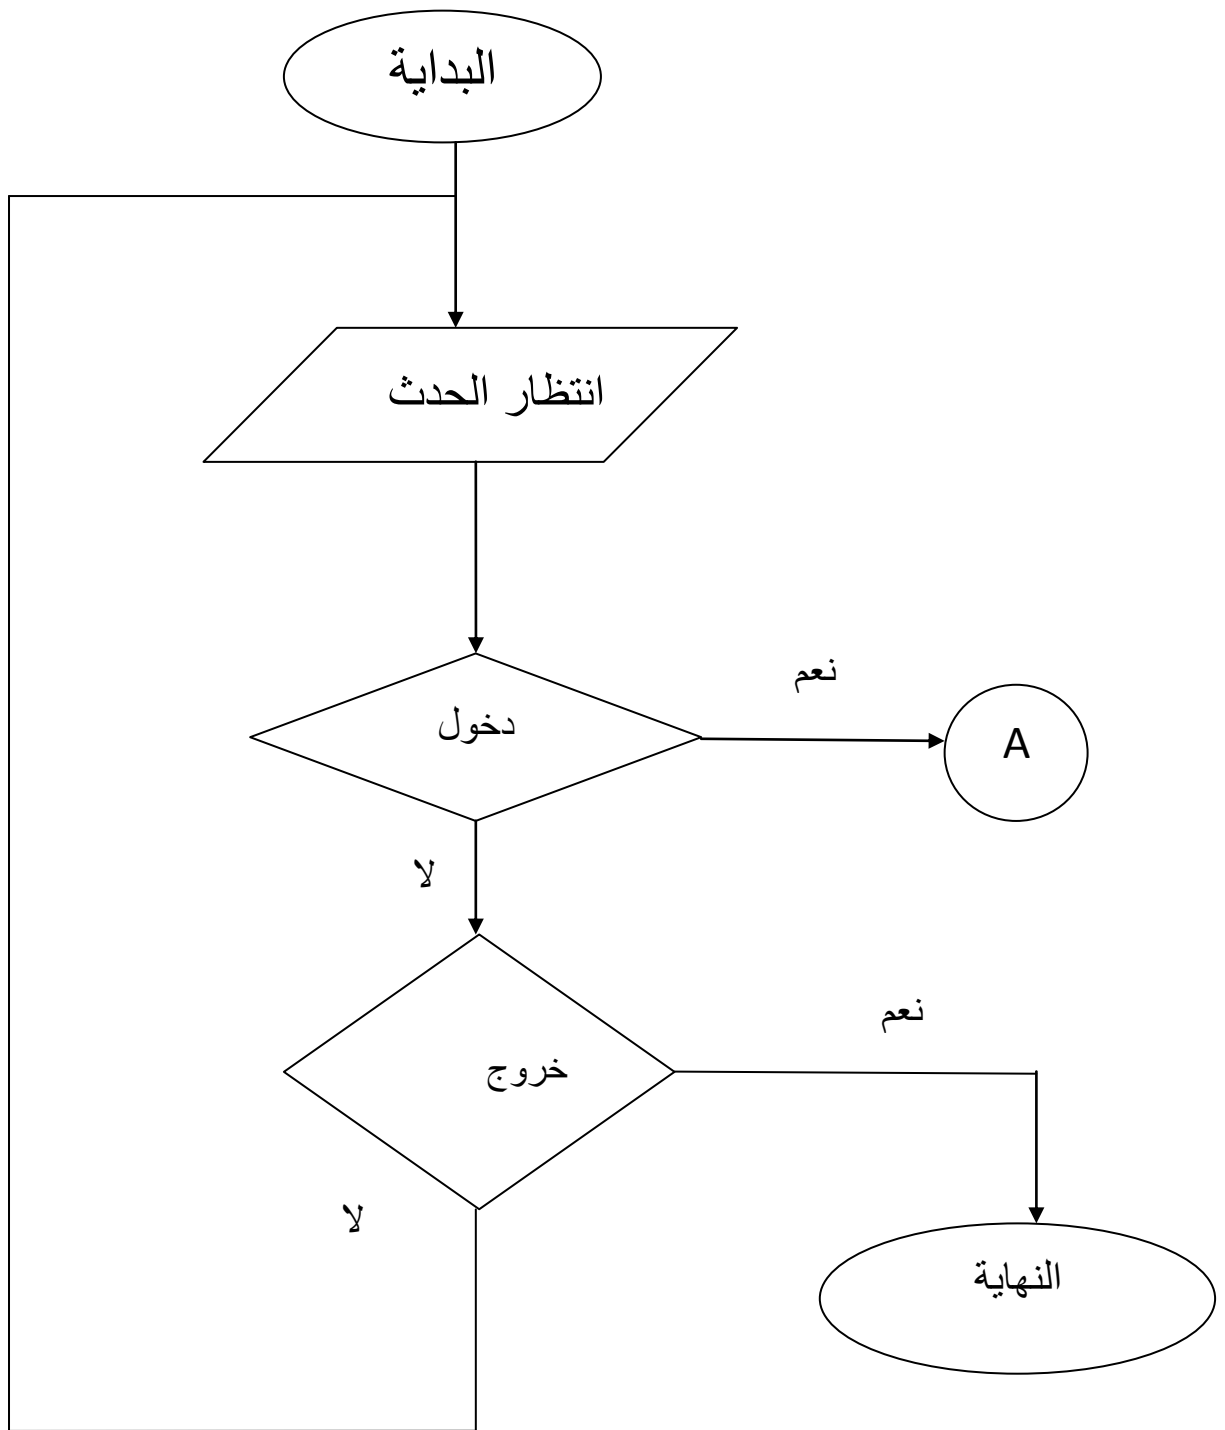 البداية
انتظار الحدث
نعم
دخول
A
لا
نعم
خروج
لا
النهاية